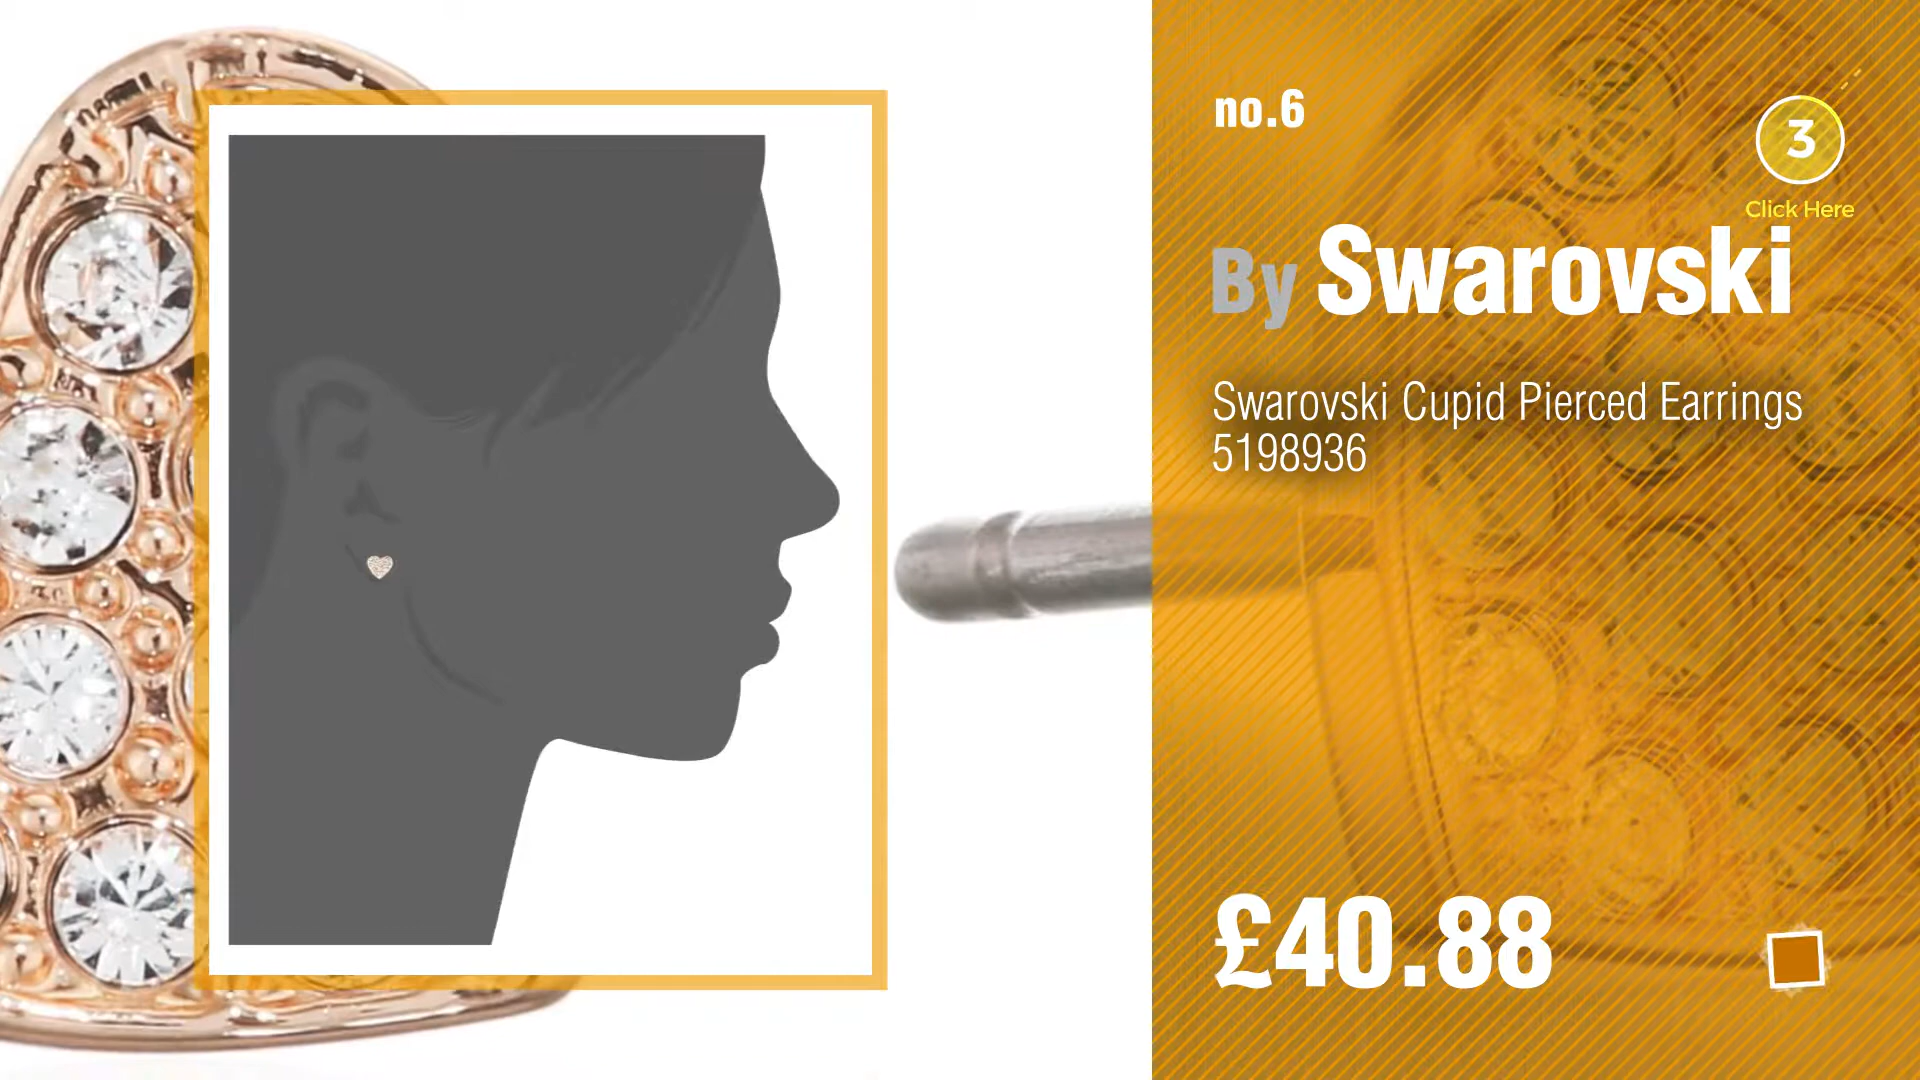 no.6
3
Click Here
By Swarovski
Swarovski Cupid Pierced Earrings
5198936
£40.88